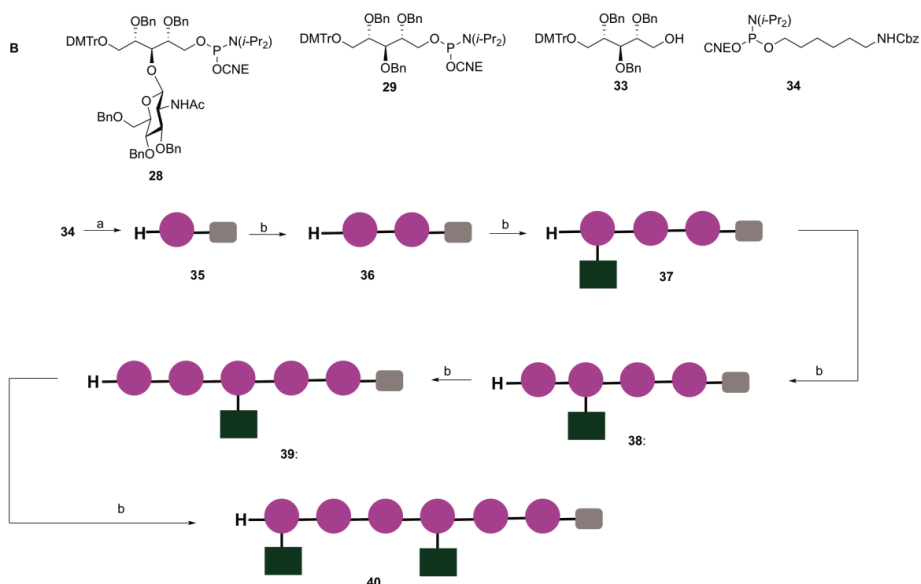 B
OBn OBn
DMTrO
O
P
N(i-Pr₂)
OCNE
O
O
NHAc
BnO
BnO
OBn
28
OBn OBn
DMTrO
O
P
N(i-Pr₂)
OCNE
OBn
29
OBn OBn
DMTrO
OH
OBn
33
N(i-Pr₂)
P
CNEO
O
NHCbz
34
34 a H
35
b H
36
b H
37
b
H
38:
b
H
39:
b
H
40